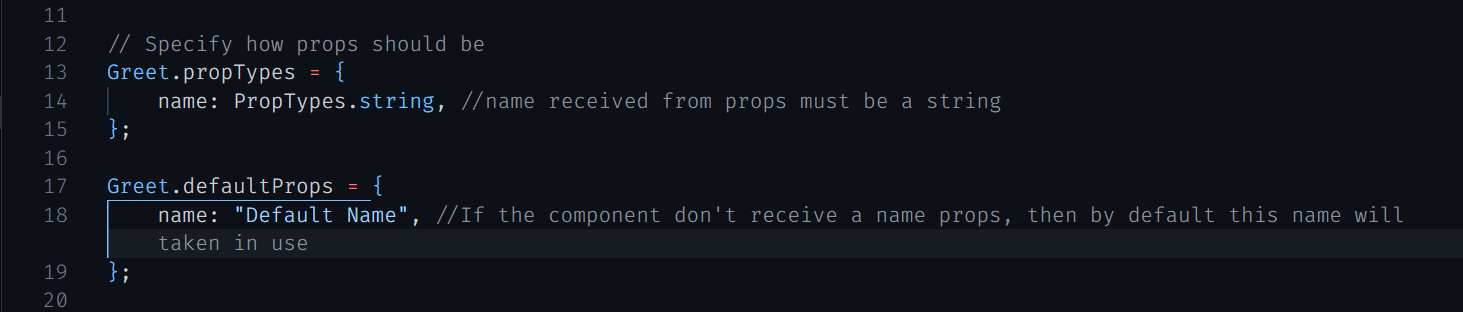 11
12 // Specify how props should be
13 Greet.propTypes = {
14 name: PropTypes.string, //name received from props must be a string
15 };
16
17 Greet.defaultProps = {
18 name: "Default Name", //If the component don't receive a name props, then by default this name will
taken in use
19 };
20